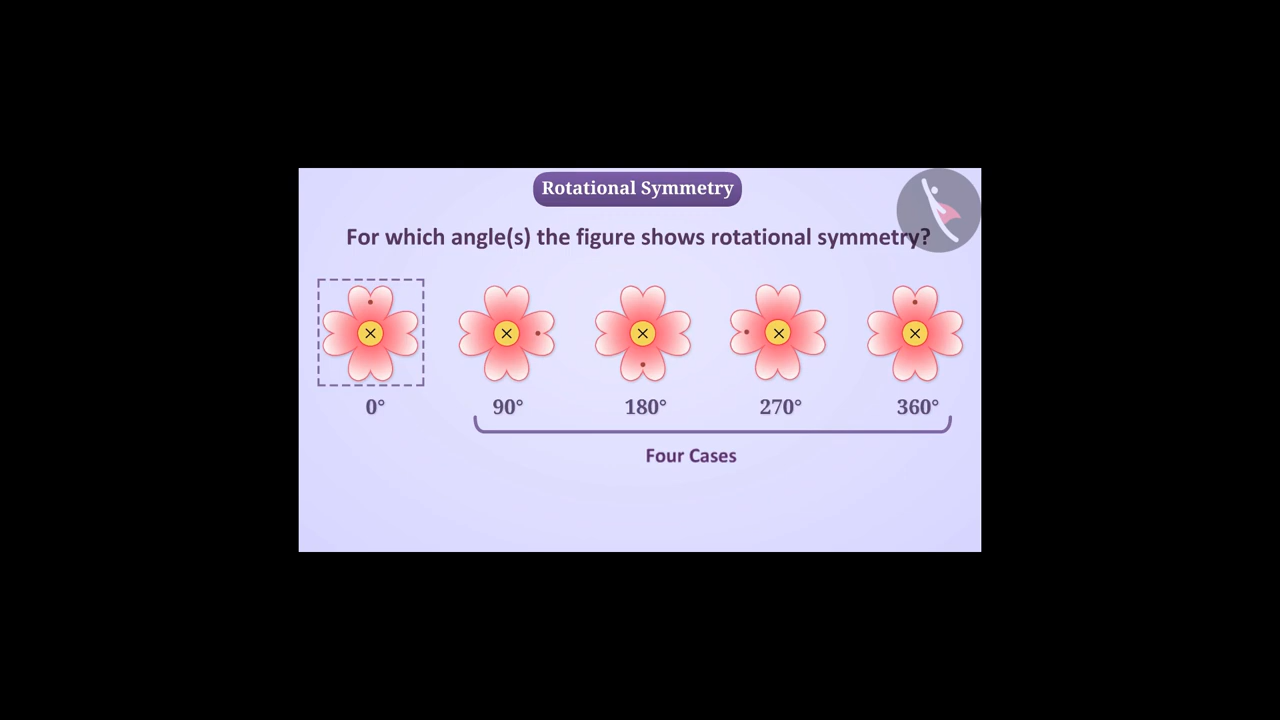 Rotational Symmetry
For which angle(s) the figure shows rotational symmetry?
0° 90° 180° 270° 360°
Four Cases